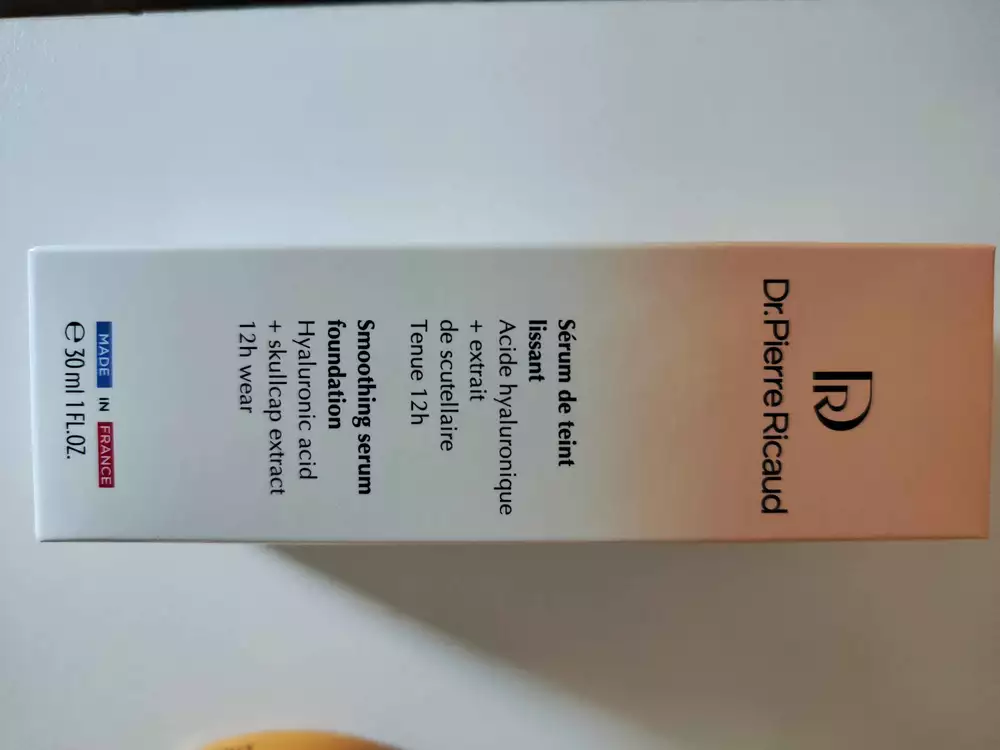 DR
Dr.Pierre Ricaud
Sérum de teint
lissant
Acide hyaluronique
+ extrait
de scutellaire
Tenue 12h
Smoothing serum
foundation
Hyaluronic acid
+ skullcap extract
12h wear
MADE IN FRANCE
e 30 ml 1 FL.OZ.